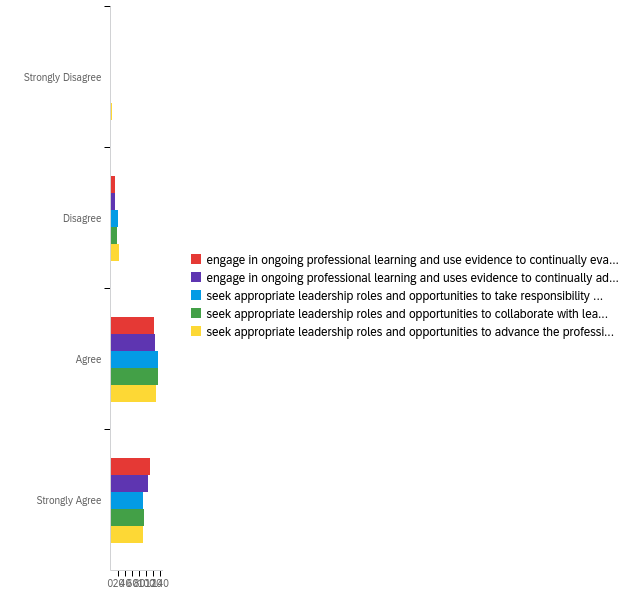 Strongly Disagree
Disagree
engage in ongoing professional learning and use evidence to continually eva...
engage in ongoing professional learning and uses evidence to continually ad...
seek appropriate leadership roles and opportunities to take responsibility ...
seek appropriate leadership roles and opportunities to collaborate with lea...
seek appropriate leadership roles and opportunities to advance the professi...
Agree
Strongly Agree